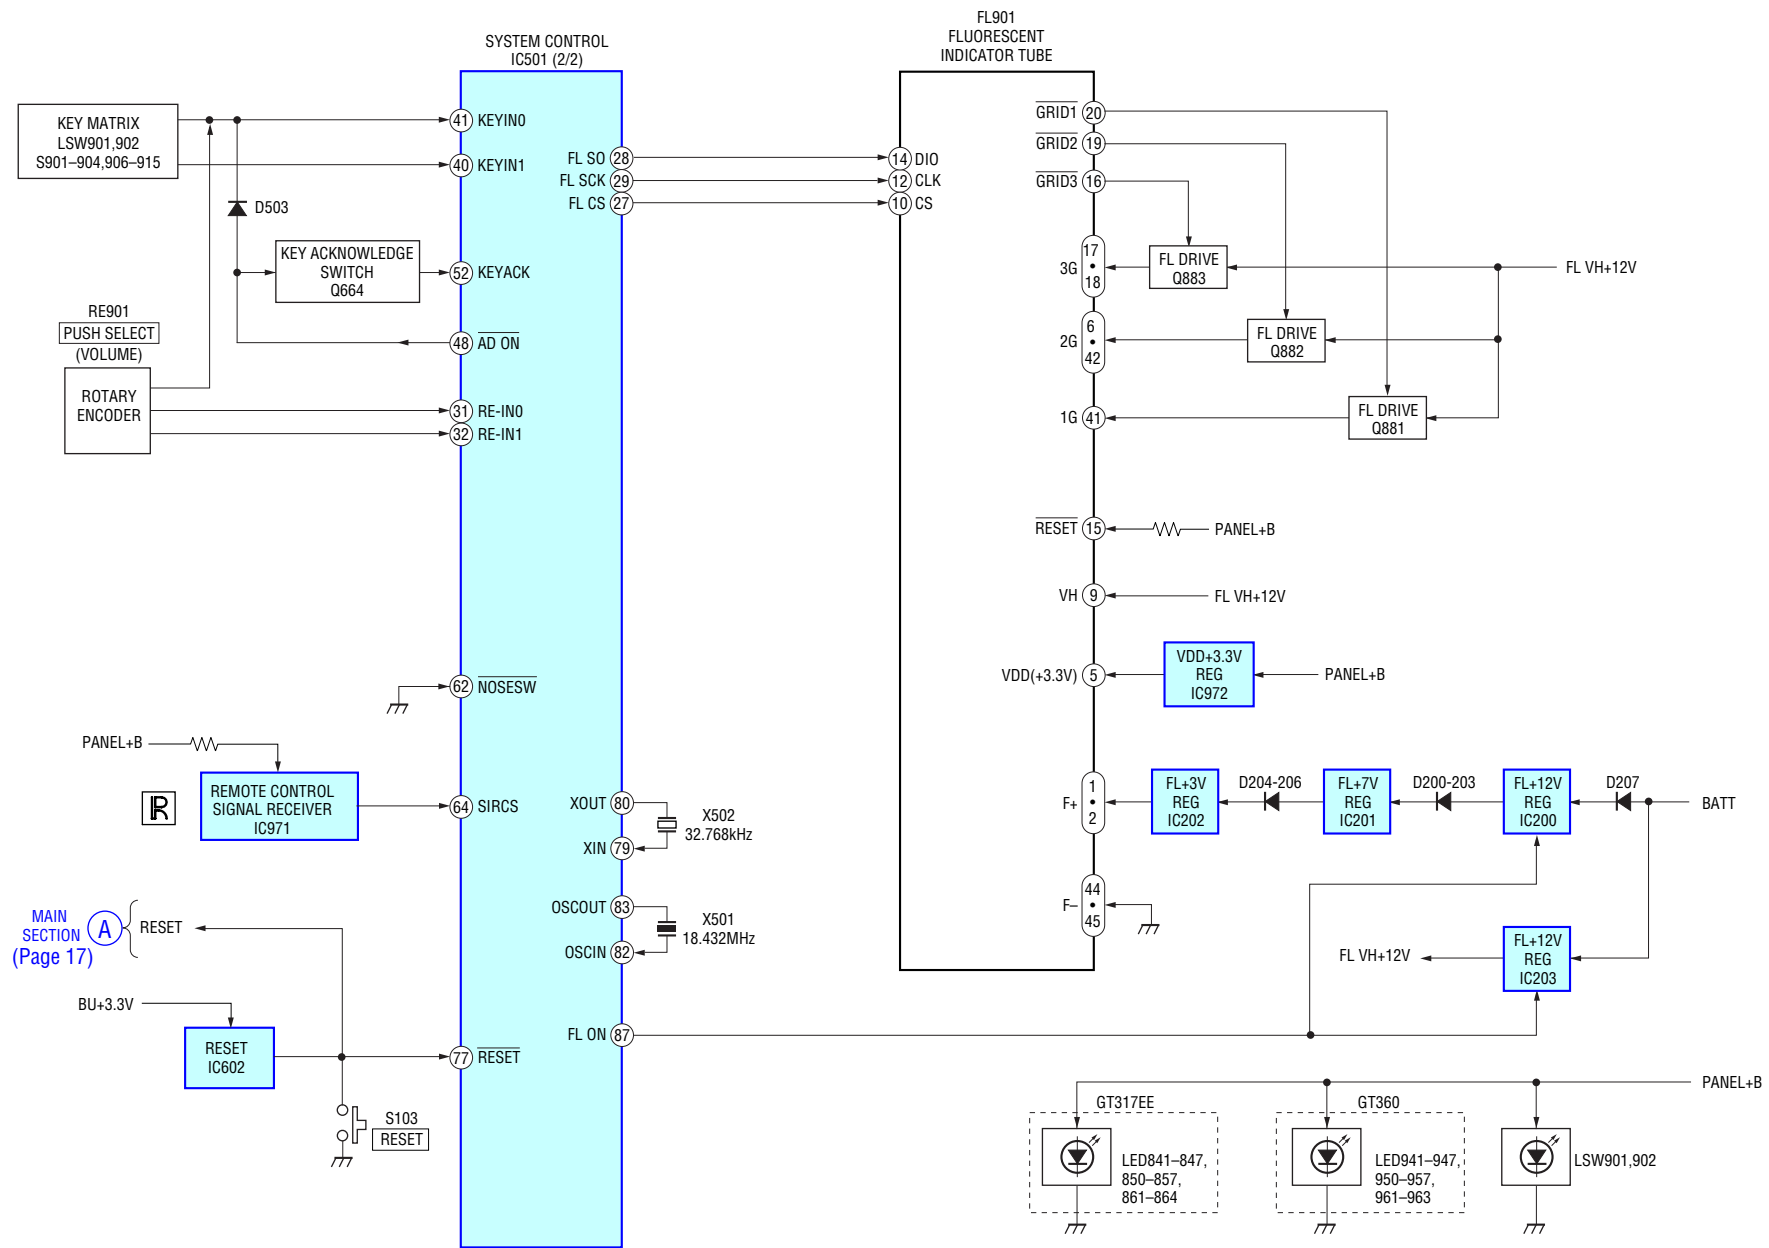 FL901
FLUORESCENT
INDICATOR TUBE
SYSTEM CONTROL
IC501 (2/2)
KEY MATRIX
LSW901,902
S901–904,906–915
41 KEYIN0
40 KEYIN1
D503
KEY ACKNOWLEDGE
SWITCH
Q664
52 KEYACK
48 AD ON
RE901
PUSH SELECT
(VOLUME)
ROTARY
ENCODER
31 RE-IN0
32 RE-IN1
62 NOSESW
PANEL+B
R
REMOTE CONTROL
SIGNAL RECEIVER
IC971
64 SIRCS
MAIN
SECTION
(Page 17)
A
RESET
BU+3.3V
RESET
IC602
77 RESET
S103
RESET
FL SO 28
FL SCK 29
FL CS 27
XOUT 80
XIN 79
X502
32.768kHz
OSCOUT 83
OSCIN 82
X501
18.432MHz
FL ON 87
14 DIO
12 CLK
10 CS
GRID1 20
GRID2 19
GRID3 16
3G 17 • 18
FL DRIVE
Q883
FL VH+12V
2G 6 • 42
FL DRIVE
Q882
1G 41
FL DRIVE
Q881
RESET 15
PANEL+B
VH 9
FL VH+12V
VDD(+3.3V) 5
VDD+3.3V
REG
IC972
PANEL+B
F+ 1 • 2
FL+3V
REG
IC202
D204-206
FL+7V
REG
IC201
D200-203
FL+12V
REG
IC200
D207
BATT
F– 44 • 45
FL VH+12V
FL+12V
REG
IC203
PANEL+B
GT317EE
LED841–847,
850–857,
861–864
GT360
LED941–947,
950–957,
961–963
LSW901,902